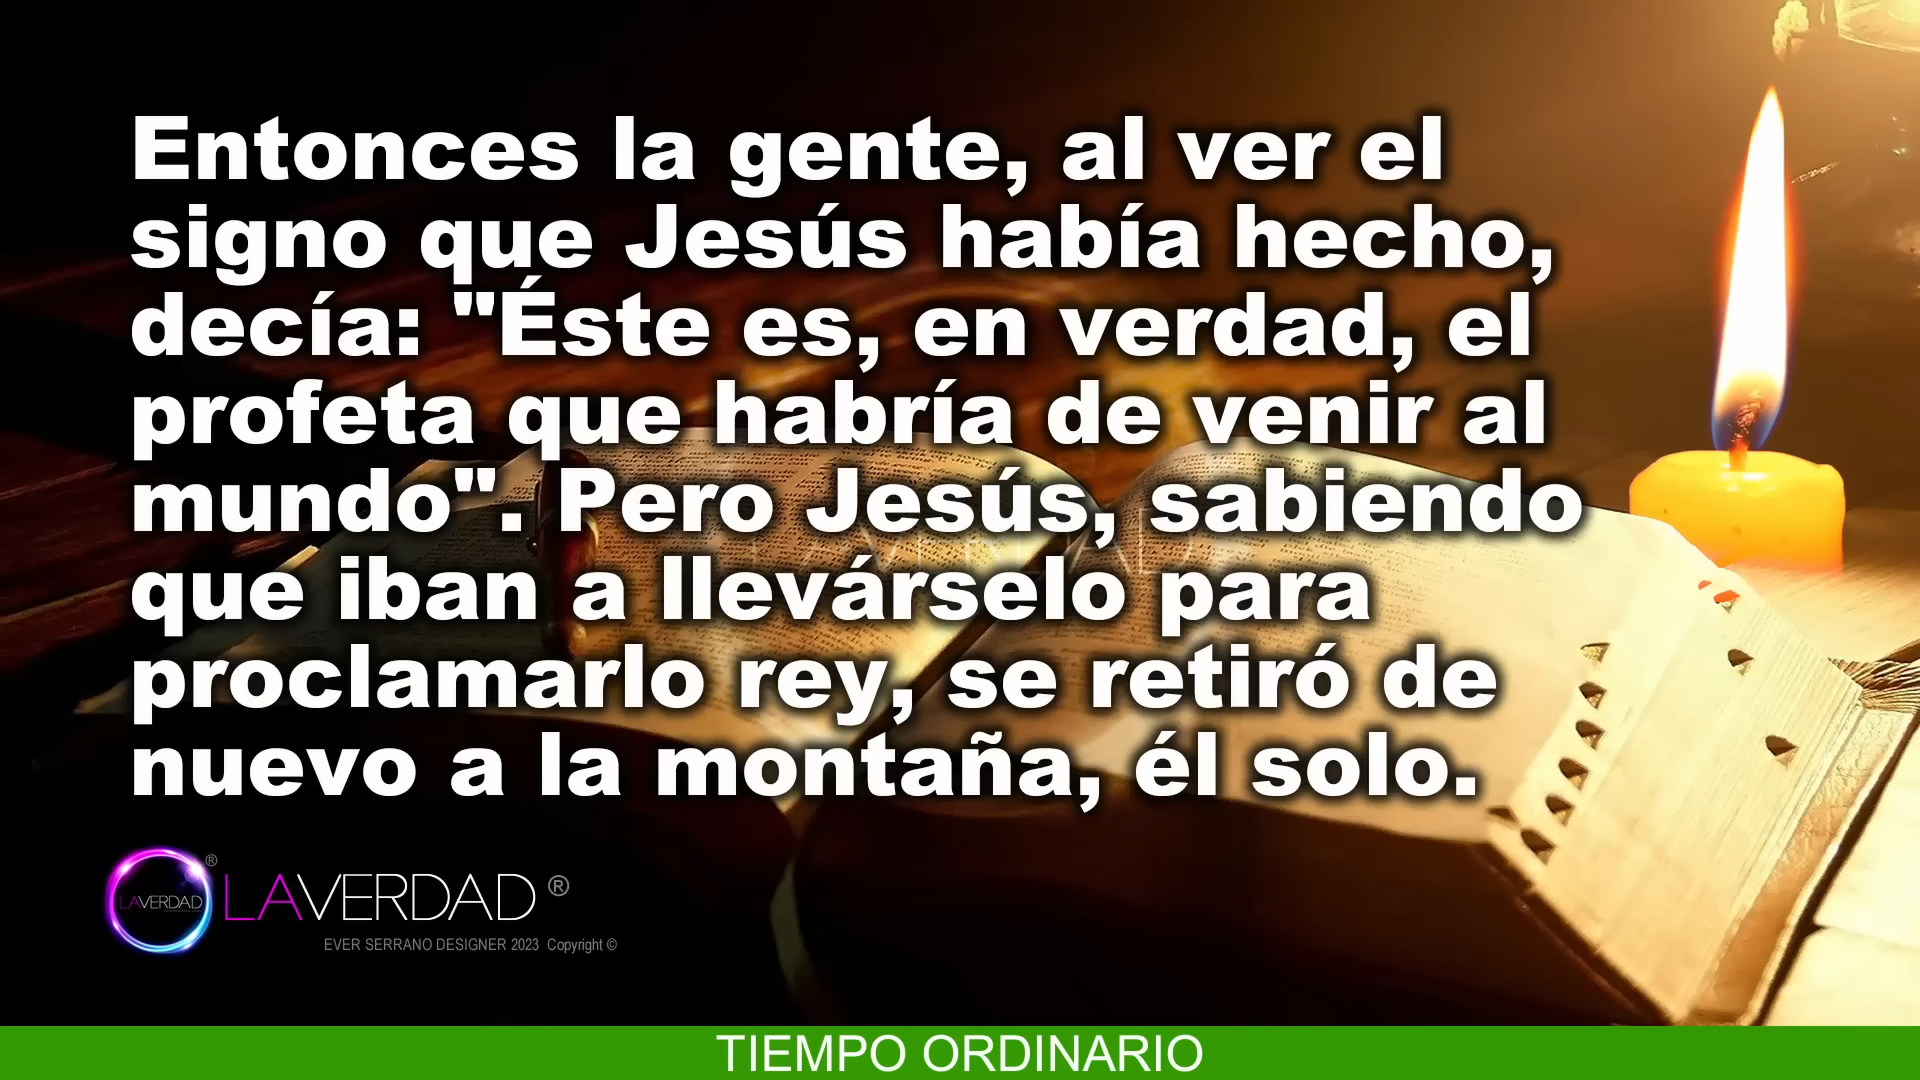 Entonces la gente, al ver el
signo que Jesús había hecho,
decía: "Éste es, en verdad, el
profeta que habría de venir al
mundo". Pero Jesús, sabiendo
que iban a llevárselo para
proclamarlo rey, se retiró de
nuevo a la montaña, él solo.
LAVERDAD ®
LAVERDAD ®
EVER SERRANO DESIGNER 2023 Copyright ©
TIEMPO ORDINARIO